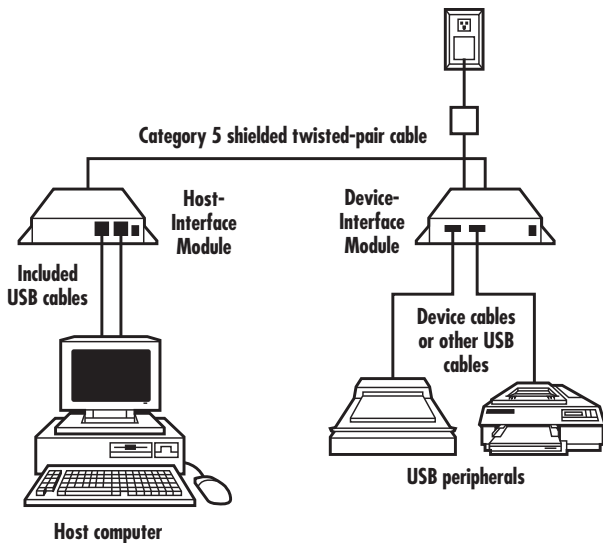 Category 5 shielded twisted-pair cable
Host-
Interface
Module
Device-
Interface
Module
Included
USB cables
Device cables
or other USB
cables
USB peripherals
Host computer